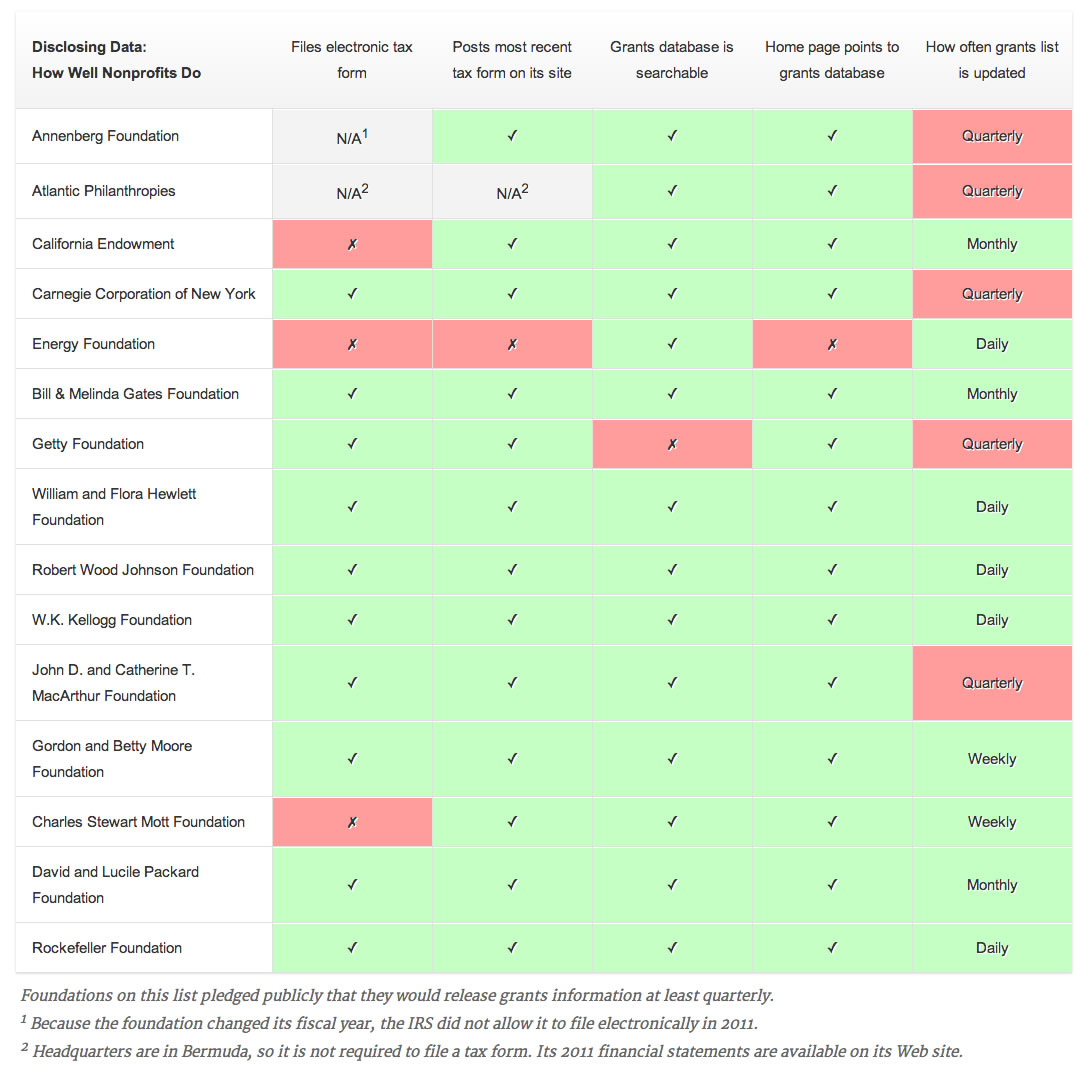 Disclosing Data: How Well Nonprofits Do | Files electronic tax form | Posts most recent tax form on its site | Grants database is searchable | Home page points to grants database | How often grants list is updated
Annenberg Foundation | N/A1 | ✓ | ✓ | ✓ | Quarterly
Atlantic Philanthropies | N/A2 | N/A2 | ✓ | ✓ | Quarterly
California Endowment | ✗ | ✓ | ✓ | ✓ | Monthly
Carnegie Corporation of New York | ✓ | ✓ | ✓ | ✓ | Quarterly
Energy Foundation | ✗ | ✗ | ✓ | ✗ | Daily
Bill & Melinda Gates Foundation | ✓ | ✓ | ✓ | ✓ | Monthly
Getty Foundation | ✓ | ✓ | ✗ | ✓ | Quarterly
William and Flora Hewlett Foundation | ✓ | ✓ | ✓ | ✓ | Daily
Robert Wood Johnson Foundation | ✓ | ✓ | ✓ | ✓ | Daily
W.K. Kellogg Foundation | ✓ | ✓ | ✓ | ✓ | Daily
John D. and Catherine T. MacArthur Foundation | ✓ | ✓ | ✓ | ✓ | Quarterly
Gordon and Betty Moore Foundation | ✓ | ✓ | ✓ | ✓ | Weekly
Charles Stewart Mott Foundation | ✗ | ✓ | ✓ | ✓ | Weekly
David and Lucile Packard Foundation | ✓ | ✓ | ✓ | ✓ | Monthly
Rockefeller Foundation | ✓ | ✓ | ✓ | ✓ | Daily
Foundations on this list pledged publicly that they would release grants information at least quarterly.
1 Because the foundation changed its fiscal year, the IRS did not allow it to file electronically in 2011.
2 Headquarters are in Bermuda, so it is not required to file a tax form. Its 2011 financial statements are available on its Web site.